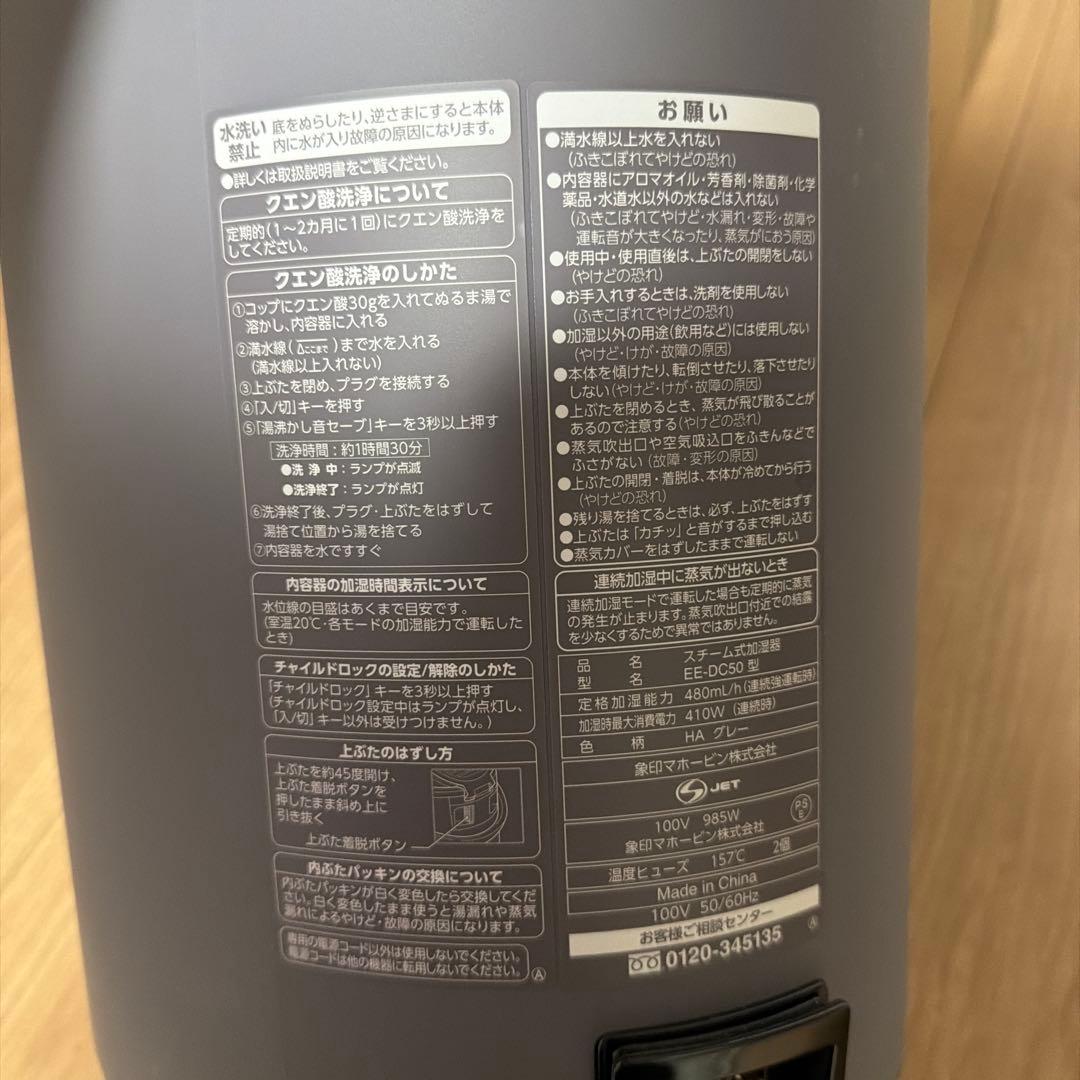 水洗い
禁止
底をぬらしたり、逆さまにすると本体
内に水が入り故障の原因になります。
●詳しくは取扱説明書をご覧ください。
クエン酸洗浄について
定期的(1〜2カ月に1回)にクエン酸洗浄を
してください。
クエン酸洗浄のしかた
①コップにクエン酸30gを入れてぬるま湯で
溶かし、内容器に入れる
②満水線(△ここまで)まで水を入れる
(満水線以上入れない)
③上ぶたを閉め、プラグを接続する
④「入/切」キーを押す
⑤「湯沸かし音セーブ」キーを3秒以上押す
洗浄時間:約1時間30分
●洗浄中:ランプが点滅
●洗浄終了:ランプが点灯
⑥洗浄終了後、プラグ・上ぶたをはずして
湯捨て位置から湯を捨てる
⑦内容器を水ですすぐ
内容器の加湿時間表示について
水位線の目盛はあくまで目安です。
(室温20℃・各モードの加湿能力で運転した
とき)
チャイルドロックの設定/解除のしかた
「チャイルドロック」キーを3秒以上押す
(チャイルドロック設定中はランプが点灯し、
「入/切」キー以外は受けつけません。)
上ぶたのはずし方
上ぶたを約45度開け、
上ぶた着脱ボタンを
押したまま斜め上に
引き抜く
上ぶた着脱ボタン
内ぶたパッキンの交換について
内ぶたパッキンが白く変色したら交換してくだ
さい。白く変色したまま使うと湯漏れや蒸気
漏れによるやけど・故障の原因になります。
専用の電源コード以外は使用しないでください。
電源コードは他の機器に転用しないでください。
Ⓐ
お願い
●満水線以上水を入れない
(ふきこぼれてやけどの恐れ)
●内容器にアロマオイル・芳香剤・除菌剤・化学
薬品・水道水以外の水などは入れない
(ふきこぼれてやけど・水漏れ・変形・故障や
運転音が大きくなったり、蒸気がにおう原因)
●使用中・使用直後は、上ぶたの開閉をしない
(やけどの恐れ)
●お手入れするときは、洗剤を使用しない
(ふきこぼれてやけどの恐れ)
●加湿以外の用途(飲用など)には使用しない
(やけど・けが・故障の原因)
●本体を傾けたり、転倒させたり、落下させたり
しない(やけど・けが・故障の原因)
●上ぶたを閉めるとき、蒸気が飛び散ることが
あるので注意する(やけどの恐れ)
●蒸気吹出口や空気吸込口をふきんなどで
ふさがない(故障・変形の原因)
●上ぶたの開閉・着脱は、本体が冷めてから行う
(やけどの恐れ)
●残り湯を捨てるときは、必ず、上ぶたをはずす
●上ぶたは「カチッ」と音がするまで押し込む
●蒸気カバーをはずしたままで運転しない
連続加湿中に蒸気が出ないとき
連続加湿モードで運転した場合も定期的に蒸気
の発生が止まります。蒸気吹出口付近での結露
を少なくするためで異常ではありません。
品名 スチーム式加湿器
型名 EE-DC50型
定格加湿能力 480mL/h(連続強運転時)
加湿時最大消費電力 410W(連続時)
色柄 HA グレー
象印マホービン株式会社
S JET
100V 985W
PS
E
象印マホービン株式会社
温度ヒューズ 157℃ 2個
Made in China
100V 50/60Hz
お客様ご相談センター
0120-345135
Ⓐ